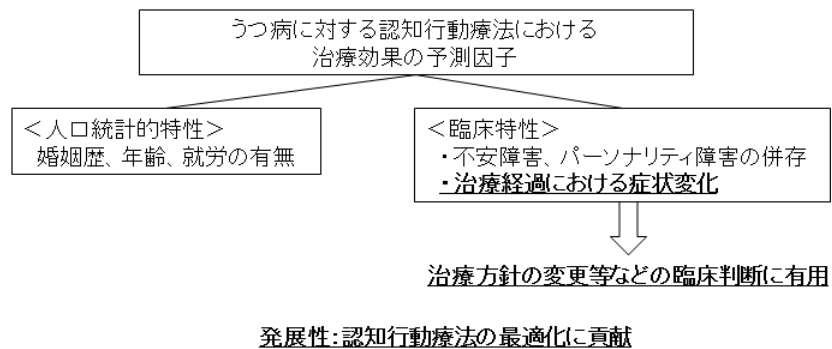 うつ病に対する認知行動療法における
治療効果の予測因子
＜人口統計的特性＞
婚姻歴、年齢、就労の有無
＜臨床特性＞
・不安障害、パーソナリティ障害の併存
・治療経過における症状変化
治療方針の変更等などの臨床判断に有用
発展性：認知行動療法の最適化に貢献